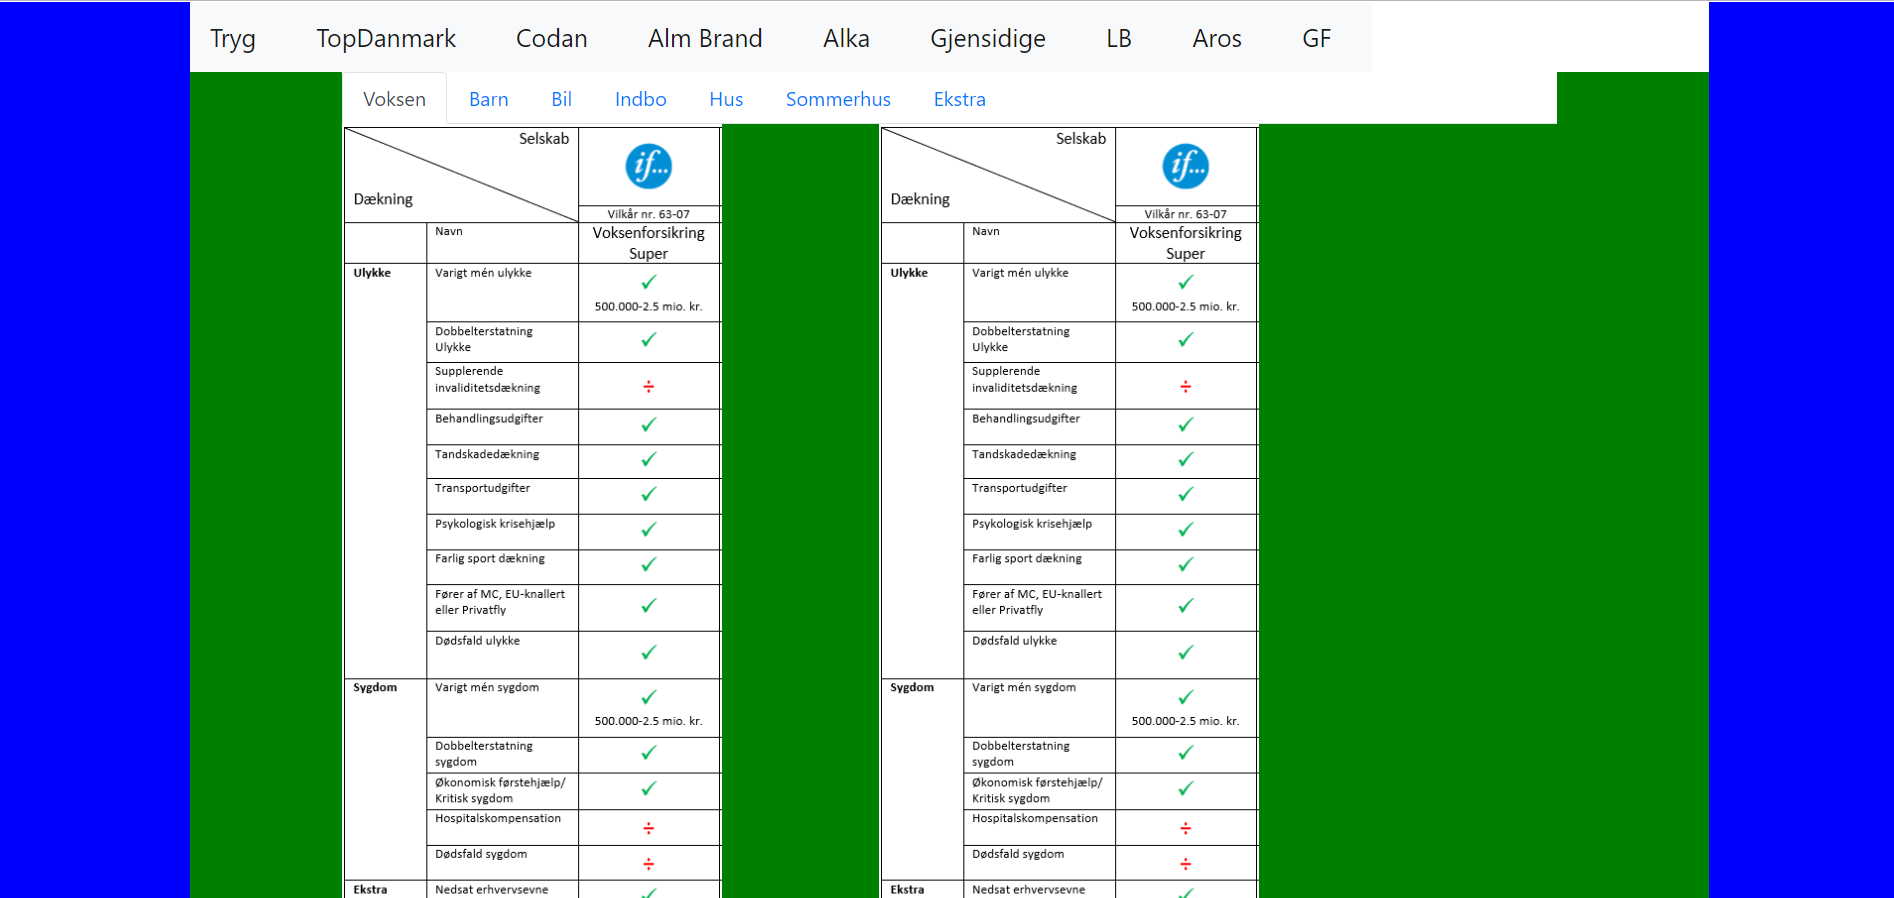 Tryg TopDanmark Codan Alm Brand Alka Gjensidige LB Aros GF
Voksen Barn Bil Indbo Hus Sommerhus Ekstra
Selskab
if...
Dækning
Vilkår nr. 63-07
Navn
Voksenforsikring
Super
Ulykke
Varigt mén ulykke
✓
500.000-2.5 mio. kr.
Dobbelterstatning
Ulykke
✓
Supplerende
invaliditetsdækning
÷
Behandlingsudgifter
✓
Tandskadedækning
✓
Transportudgifter
✓
Psykologisk krisehjælp
✓
Farlig sport dækning
✓
Fører af MC, EU-knallert
eller Privatfly
✓
Dødsfald ulykke
✓
Sygdom
Varigt mén sygdom
✓
500.000-2.5 mio. kr.
Dobbelterstatning
sygdom
✓
Økonomisk førstehjælp/
Kritisk sygdom
✓
Hospitalskompensation
÷
Dødsfald sygdom
÷
Ekstra
Nedsat erhvervsevne
✓
Selskab
if...
Dækning
Vilkår nr. 63-07
Navn
Voksenforsikring
Super
Ulykke
Varigt mén ulykke
✓
500.000-2.5 mio. kr.
Dobbelterstatning
Ulykke
✓
Supplerende
invaliditetsdækning
÷
Behandlingsudgifter
✓
Tandskadedækning
✓
Transportudgifter
✓
Psykologisk krisehjælp
✓
Farlig sport dækning
✓
Fører af MC, EU-knallert
eller Privatfly
✓
Dødsfald ulykke
✓
Sygdom
Varigt mén sygdom
✓
500.000-2.5 mio. kr.
Dobbelterstatning
sygdom
✓
Økonomisk førstehjælp/
Kritisk sygdom
✓
Hospitalskompensation
÷
Dødsfald sygdom
÷
Ekstra
Nedsat erhvervsevne
✓